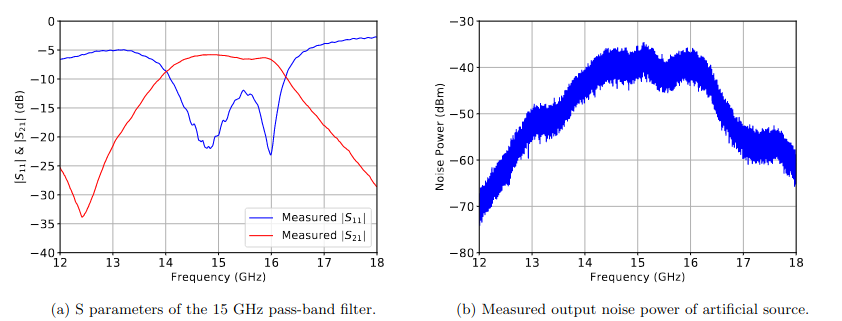 0
−5
−10
−15
−20
−25
−30
−35
−40
|S11| & |S21| (dB)
Measured |S11|
Measured |S21|
12 13 14 15 16 17 18
Frequency (GHz)
(a) S parameters of the 15 GHz pass-band filter.
−30
−40
−50
−60
−70
−80
Noise Power (dBm)
12 13 14 15 16 17 18
Frequency (GHz)
(b) Measured output noise power of artificial source.